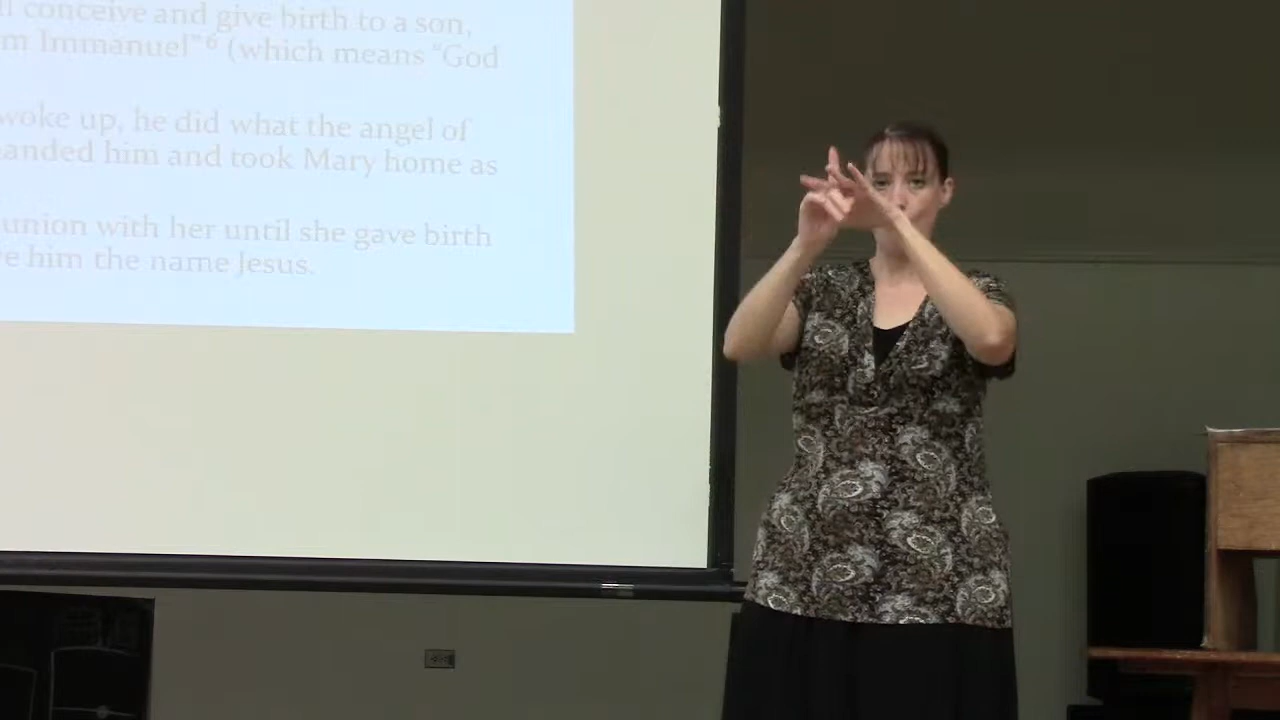 ll conceive and give birth to a son,
m Immanuel”6 (which means “God
woke up, he did what the angel of
anded him and took Mary home as
union with her until she gave birth
e him the name Jesus.